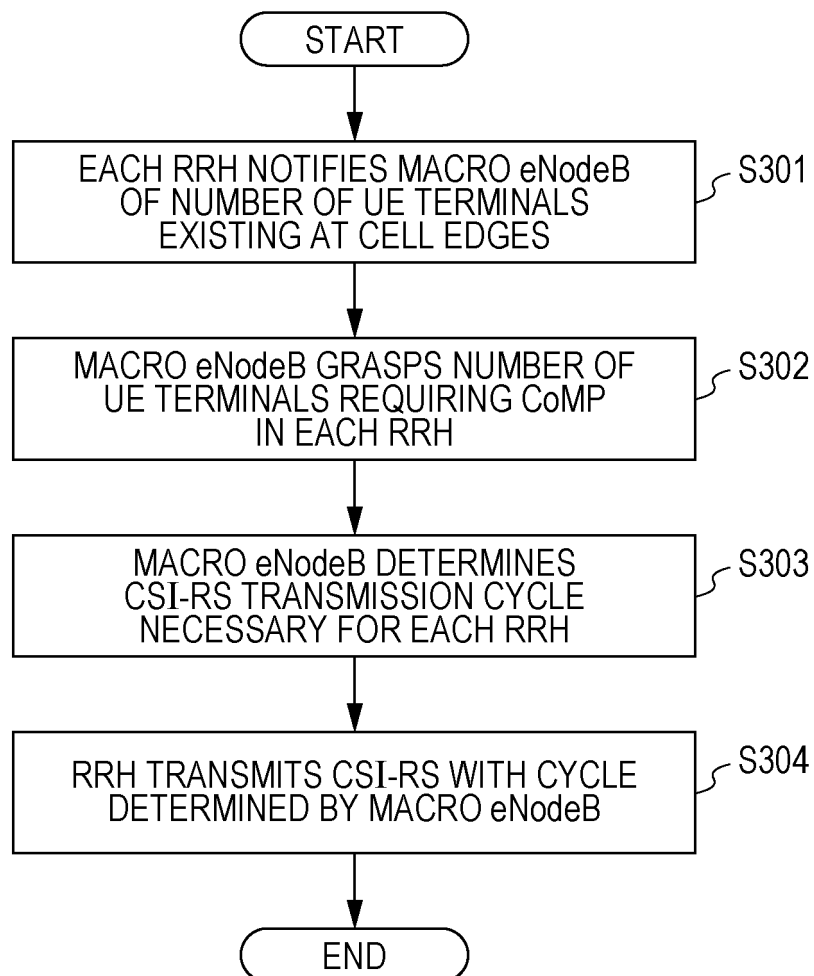 START
EACH RRH NOTIFIES MACRO eNodeB
OF NUMBER OF UE TERMINALS
EXISTING AT CELL EDGES
S301
MACRO eNodeB GRASPS NUMBER OF
UE TERMINALS REQUIRING CoMP
IN EACH RRH
S302
MACRO eNodeB DETERMINES
CSI-RS TRANSMISSION CYCLE
NECESSARY FOR EACH RRH
S303
RRH TRANSMITS CSI-RS WITH CYCLE
DETERMINED BY MACRO eNodeB
S304
END